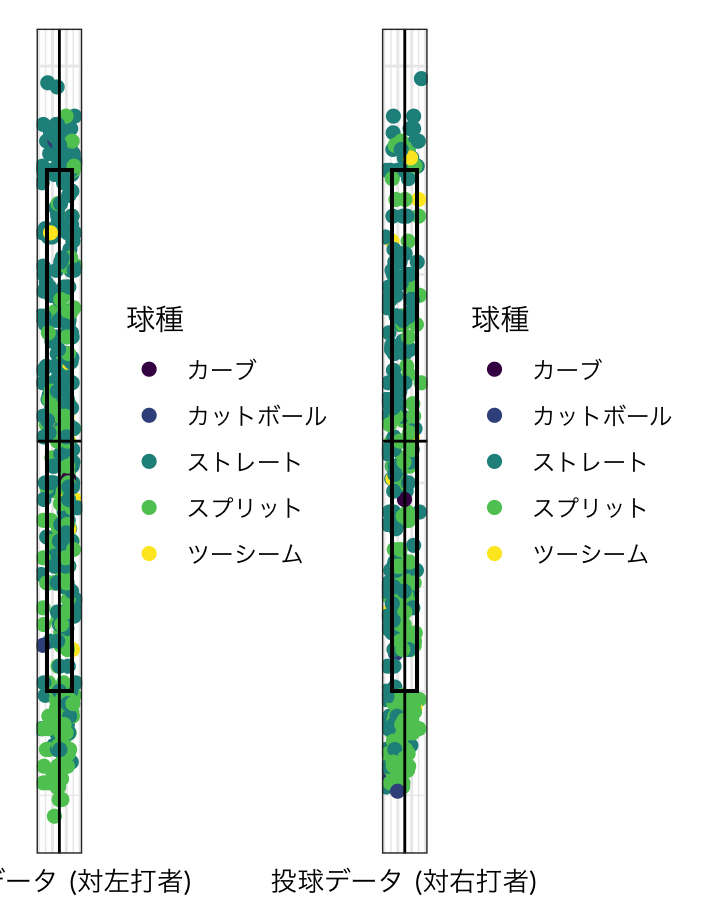 球種
カーブ
カットボール
ストレート
スプリット
ツーシーム
球種
カーブ
カットボール
ストレート
スプリット
ツーシーム
データ (対左打者)
投球データ (対右打者)